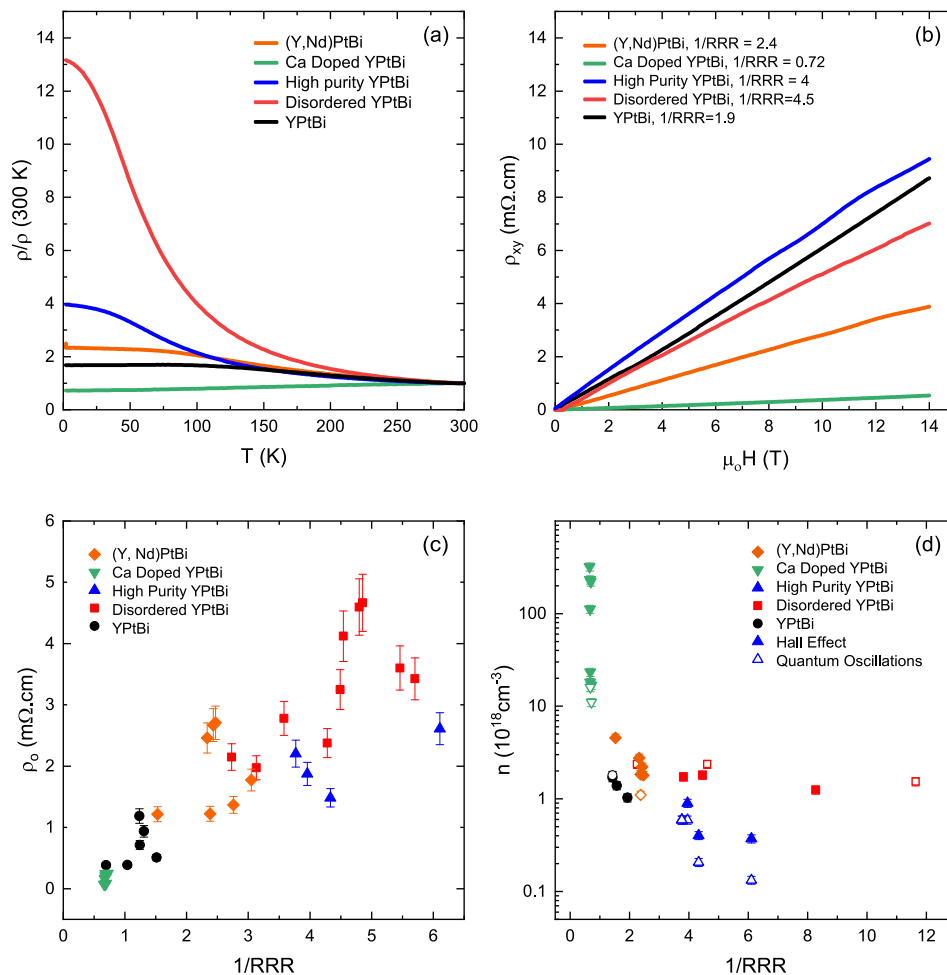 (a)
(Y,Nd)PtBi
Ca Doped YPtBi
High purity YPtBi
Disordered YPtBi
YPtBi
14
12
10
8
6
4
2
0
ρ/ρ (300 K)
0 50 100 150 200 250 300
T (K)
(b)
(Y,Nd)PtBi, 1/RRR = 2.4
Ca Doped YPtBi, 1/RRR = 0.72
High Purity YPtBi, 1/RRR = 4
Disordered YPtBi, 1/RRR=4.5
YPtBi, 1/RRR=1.9
14
12
10
8
6
4
2
0
ρxy (mΩ.cm)
0 2 4 6 8 10 12 14
μoH (T)
(c)
(Y, Nd)PtBi
Ca Doped YPtBi
High Purity YPtBi
Disordered YPtBi
YPtBi
6
5
4
3
2
1
0
ρo (mΩ.cm)
0 1 2 3 4 5 6
1/RRR
(d)
(Y,Nd)PtBi
Ca Doped YPtBi
High Purity YPtBi
Disordered YPtBi
YPtBi
Hall Effect
Quantum Oscillations
100
10
1
0.1
n (10¹⁸cm⁻³)
0 2 4 6 8 10 12
1/RRR